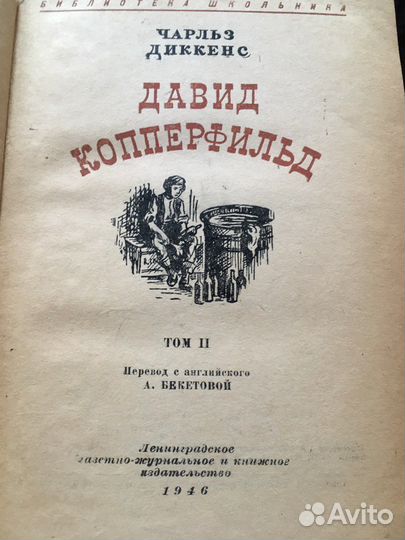 БИБЛИОТЕКА ШКОЛЬНИКА
ЧАРЛЬЗ
ДИККЕНС
ДАВИД
КОППЕРФИЛЬД
ТОМ II
Перевод с английского
А. БЕКЕТОВОЙ
Ленинградское
газетно-журнальное и книжное
издательство
1946
Avito